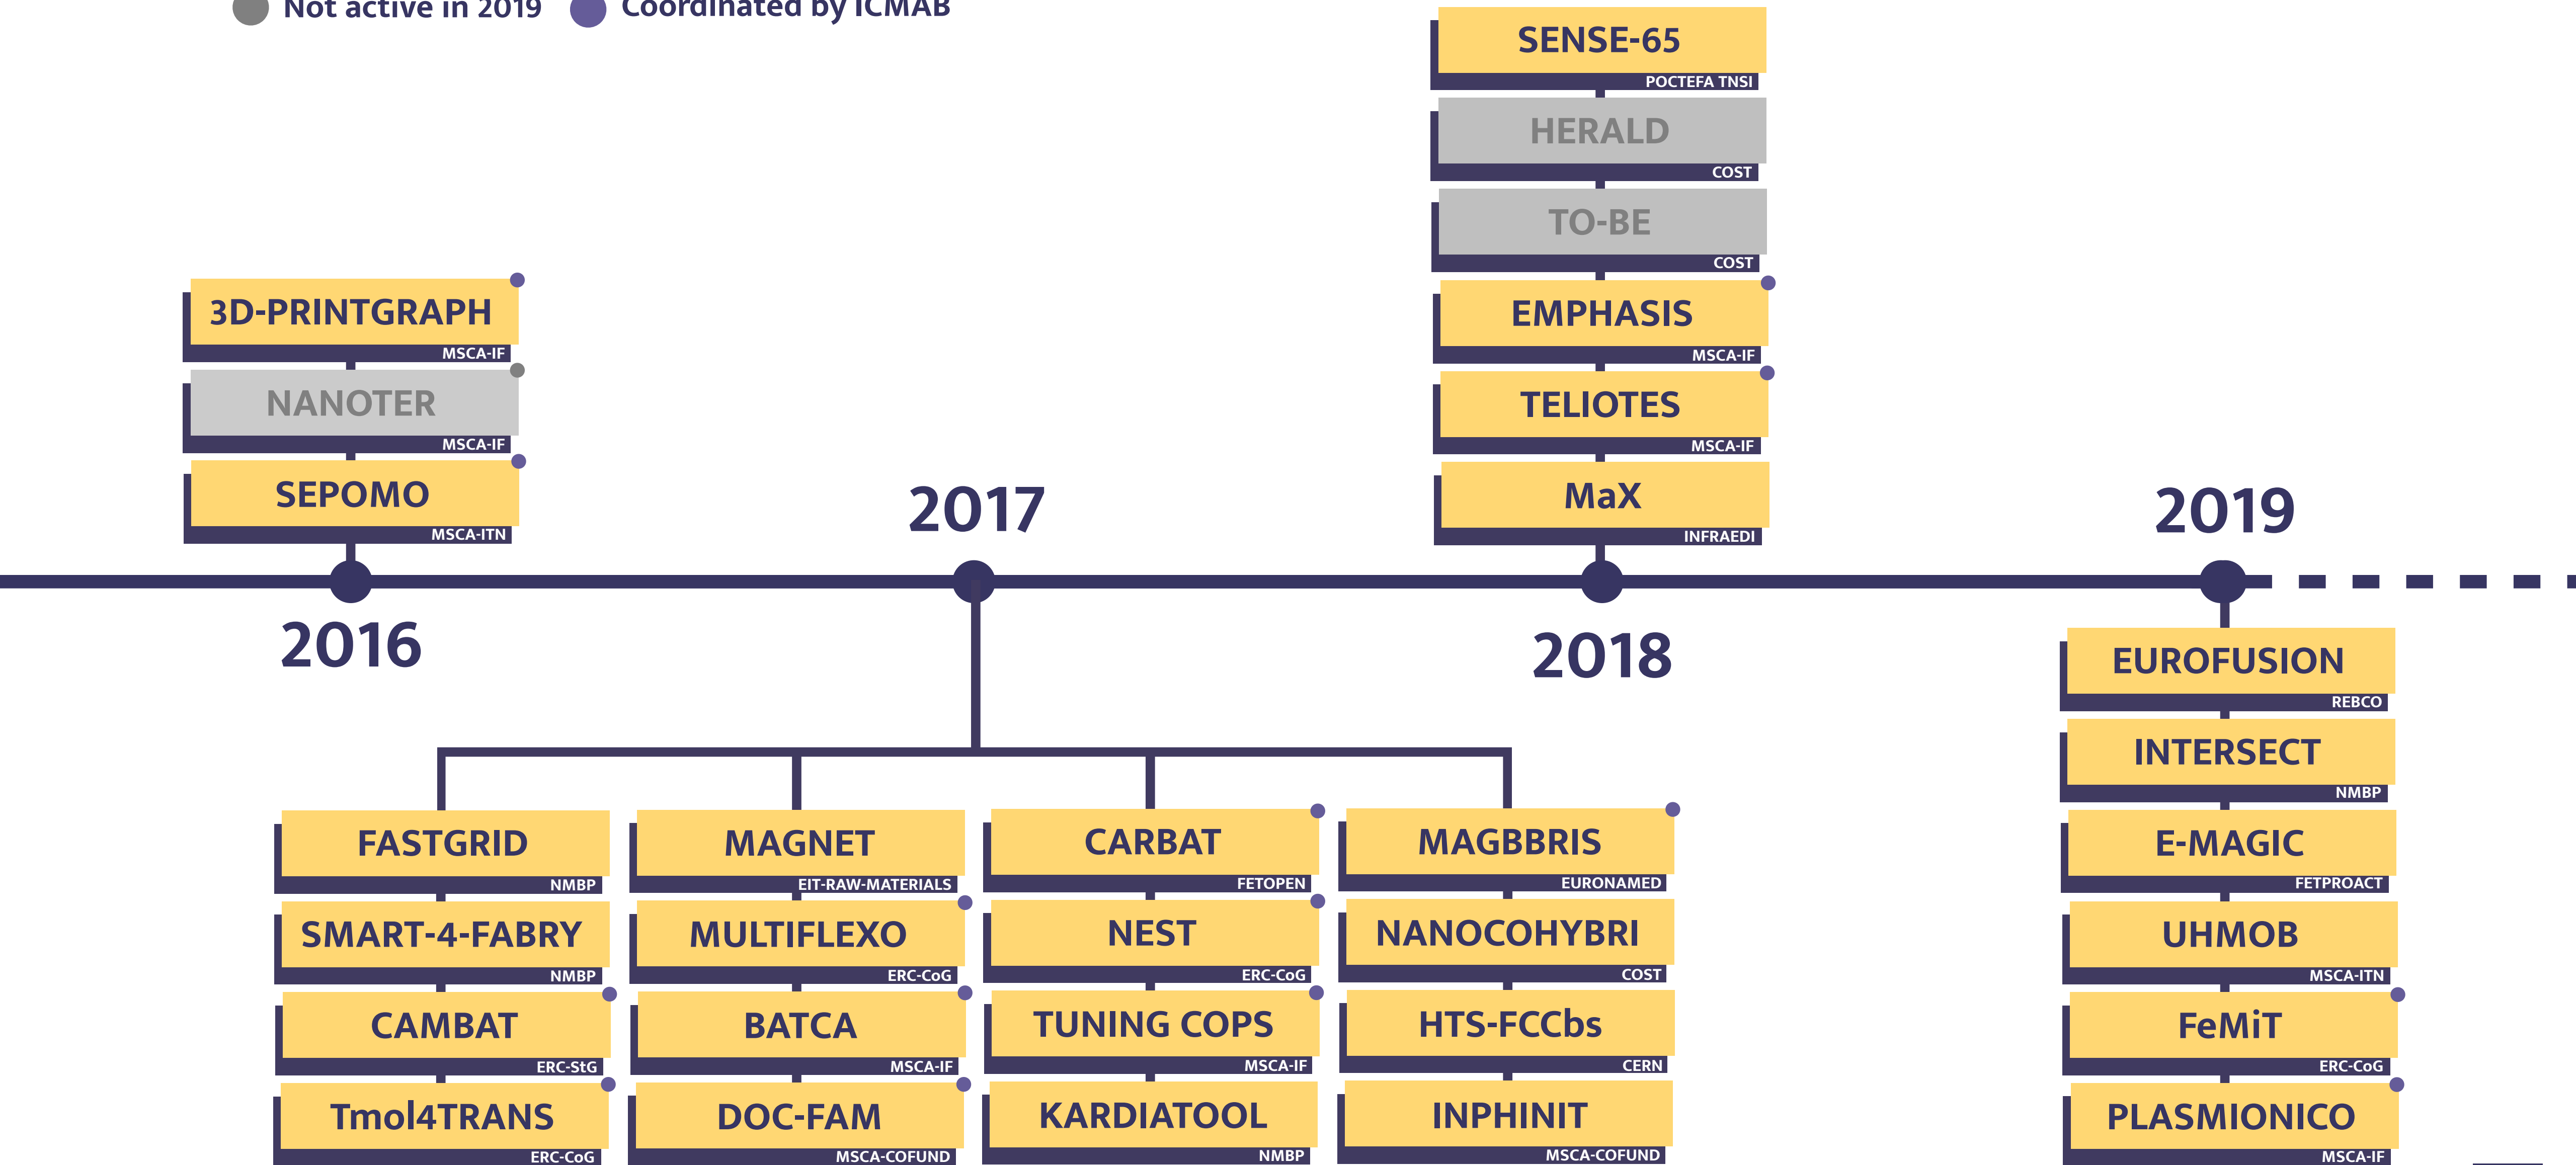 Not active in 2019
Coordinated by ICMAB
SENSE-65
POCTEFA TNSI
HERALD
COST
TO-BE
COST
EMPHASIS
MSCA-IF
TELIOTES
MSCA-IF
MaX
INFRAEDI
3D-PRINTGRAPH
MSCA-IF
NANOTER
MSCA-IF
SEPOMO
MSCA-ITN
2016
2017
2018
2019
FASTGRID
NMBP
SMART-4-FABRY
NMBP
CAMBAT
ERC-StG
Tmol4TRANS
ERC-CoG
MAGNET
EIT-RAW-MATERIALS
MULTIFLEXO
ERC-CoG
BATCA
MSCA-IF
DOC-FAM
MSCA-COFUND
CARBAT
FETOPEN
NEST
ERC-CoG
TUNING COPS
MSCA-IF
KARDIATOOL
NMBP
MAGBBRIS
EURONAMED
NANOCOHYBRI
COST
HTS-FCCbs
CERN
INPHINIT
MSCA-COFUND
EUROFUSION
REBCO
INTERSECT
NMBP
E-MAGIC
FETPROACT
UHMOB
MSCA-ITN
FeMiT
ERC-CoG
PLASMIONICO
MSCA-IF